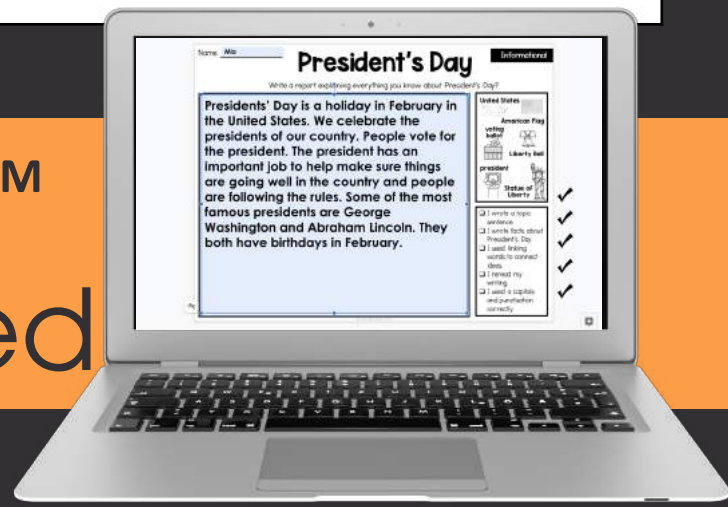 Name Mia
President's Day
Informational
Write a report explaining everything you know about President's Day?
Presidents' Day is a holiday in February in
the United States. We celebrate the
presidents of our country. People vote for
the president. The president has an
important job to help make sure things
are going well in the country and people
are following the rules. Some of the most
famous presidents are George
Washington and Abraham Lincoln. They
both have birthdays in February.
United States
American Flag
voting
ballot
Liberty Bell
president
Statue of
Liberty
I wrote a topic
sentence.
I wrote facts about
President's Day.
I used linking
words to connect
ideas.
I reread my
writing.
I used a capitals
and punctuation
correctly.
M
ed